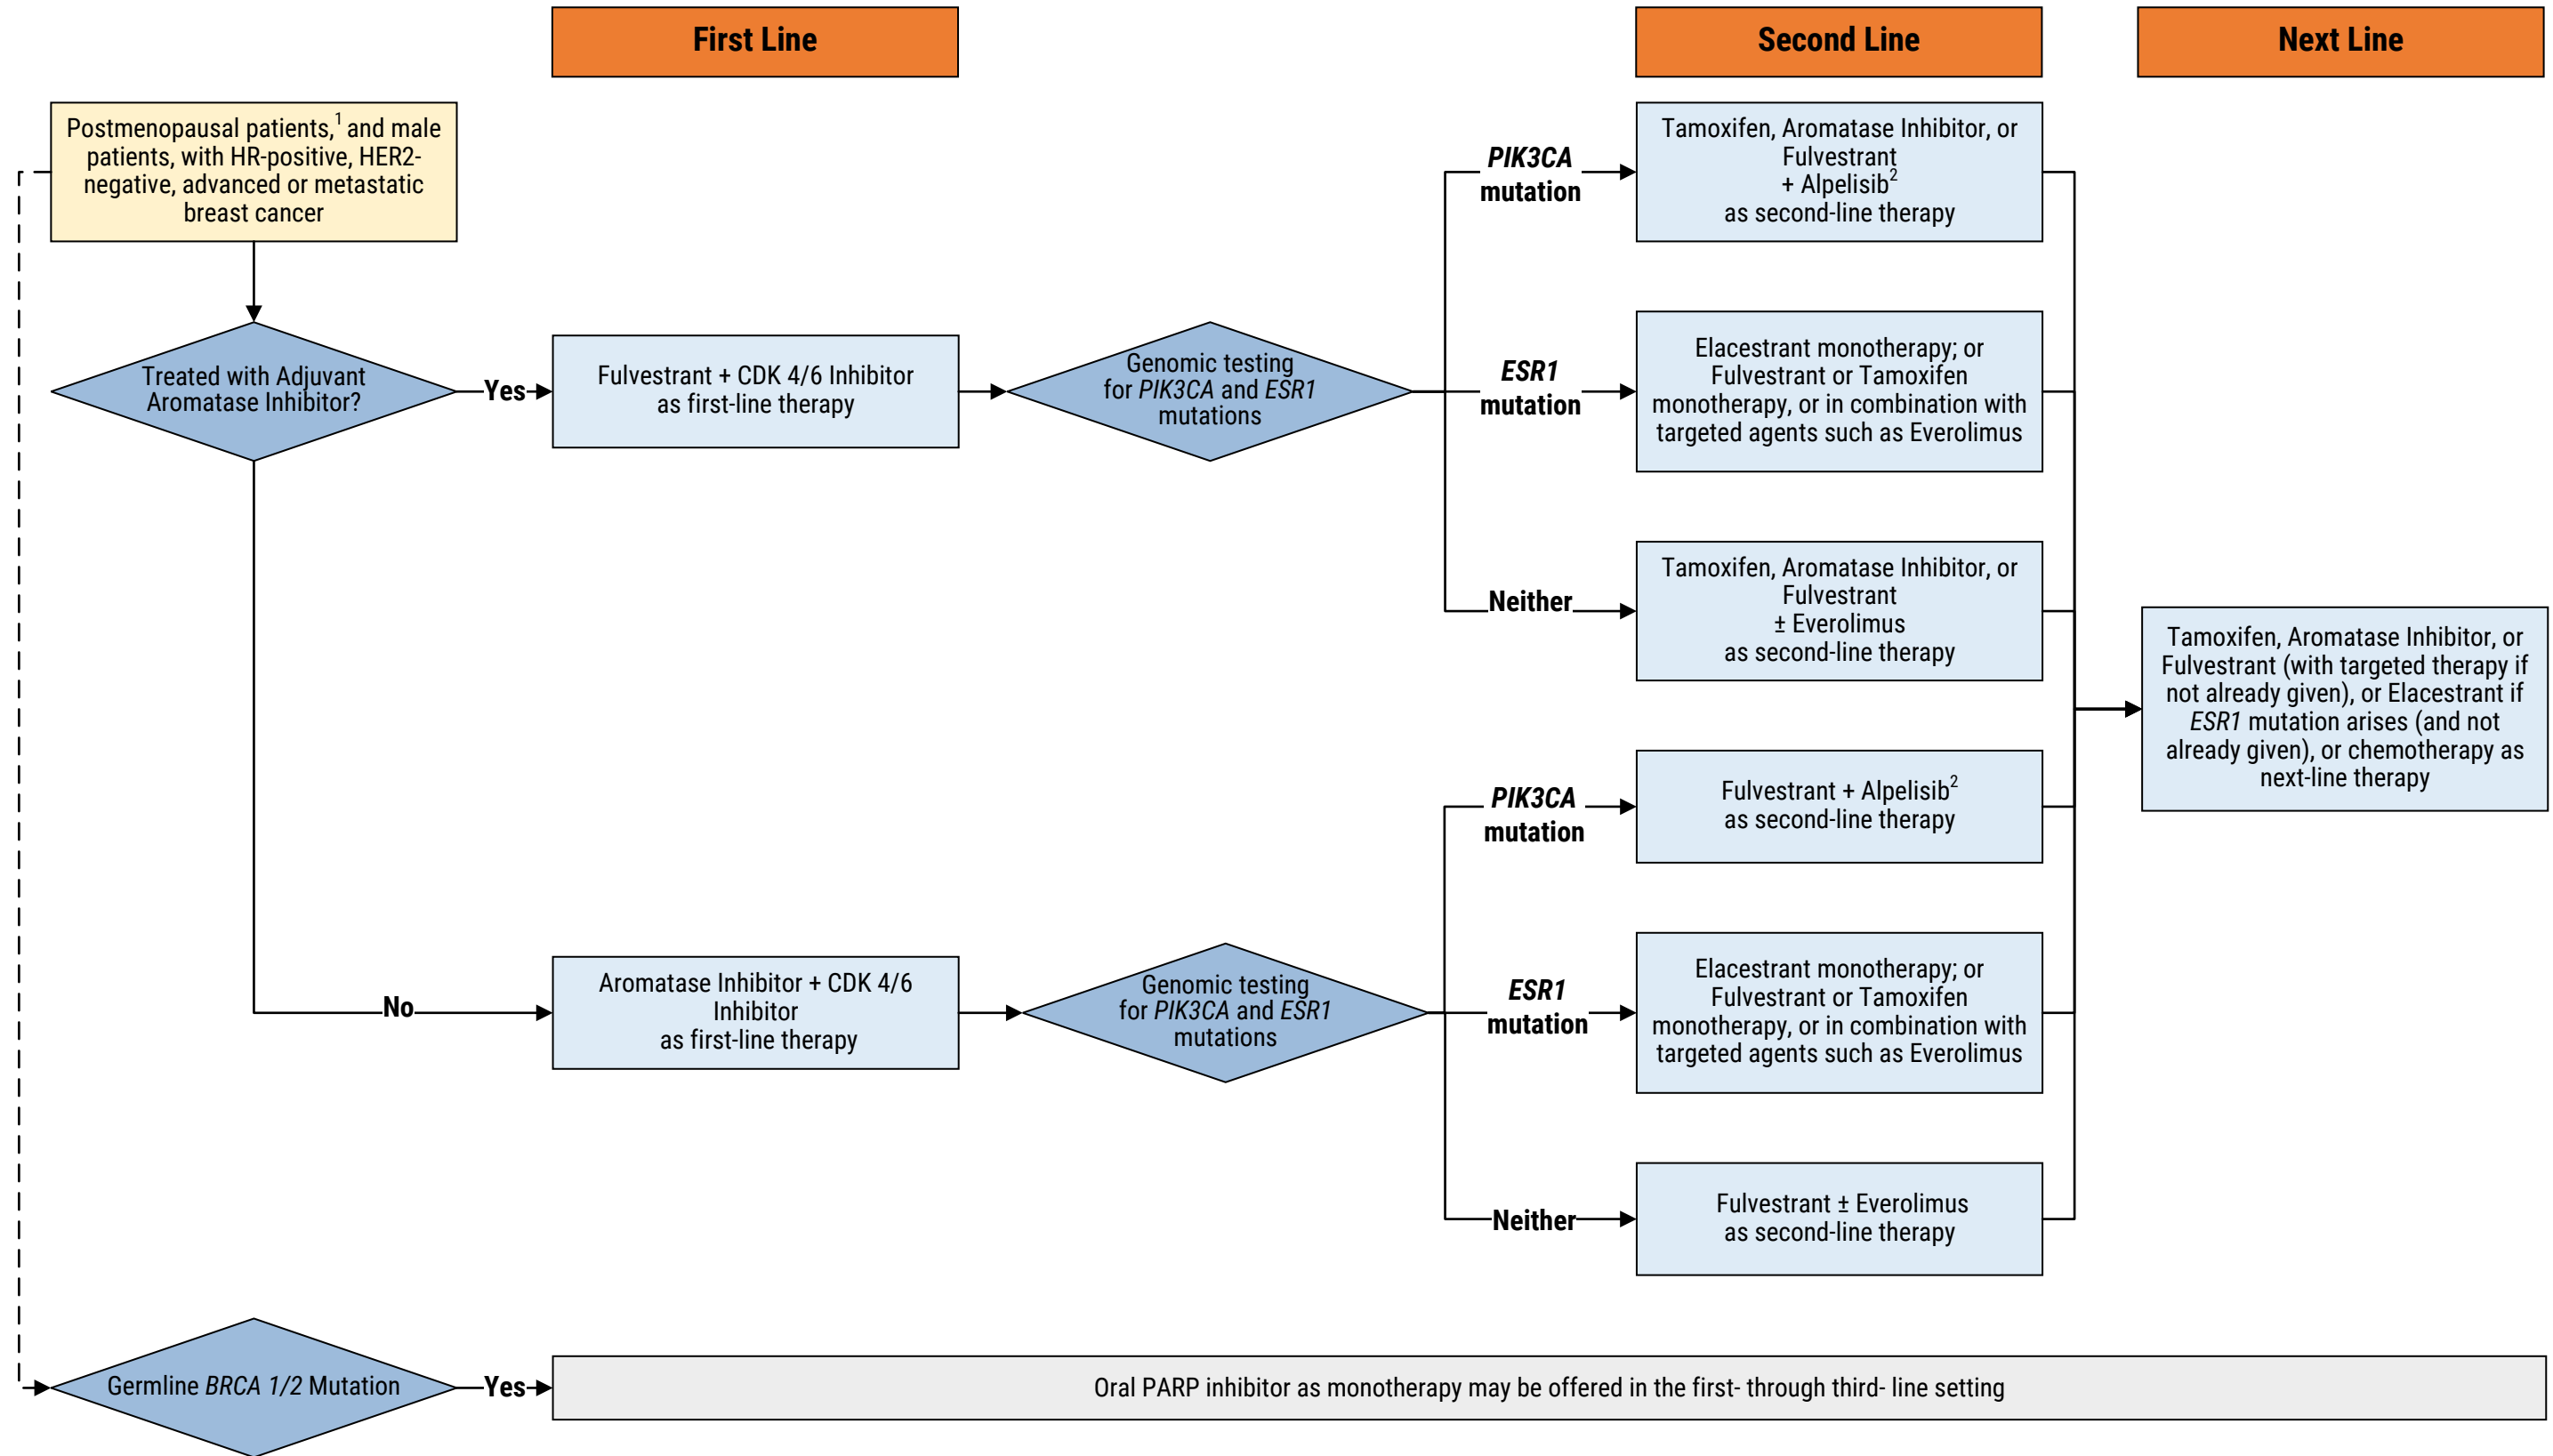 First Line
Second Line
Next Line
Postmenopausal patients,¹ and male
patients, with HR-positive, HER2-
negative, advanced or metastatic
breast cancer
Treated with Adjuvant
Aromatase Inhibitor?
Yes
Fulvestrant + CDK 4/6 Inhibitor
as first-line therapy
Genomic testing
for PIK3CA and ESR1
mutations
PIK3CA
mutation
Tamoxifen, Aromatase Inhibitor, or
Fulvestrant
+ Alpelisib²
as second-line therapy
ESR1
mutation
Elacestrant monotherapy; or
Fulvestrant or Tamoxifen
monotherapy, or in combination with
targeted agents such as Everolimus
Neither
Tamoxifen, Aromatase Inhibitor, or
Fulvestrant
± Everolimus
as second-line therapy
No
Aromatase Inhibitor + CDK 4/6
Inhibitor
as first-line therapy
Genomic testing
for PIK3CA and ESR1
mutations
PIK3CA
mutation
Fulvestrant + Alpelisib²
as second-line therapy
ESR1
mutation
Elacestrant monotherapy; or
Fulvestrant or Tamoxifen
monotherapy, or in combination with
targeted agents such as Everolimus
Neither
Fulvestrant ± Everolimus
as second-line therapy
Tamoxifen, Aromatase Inhibitor, or
Fulvestrant (with targeted therapy if
not already given), or Elacestrant if
ESR1 mutation arises (and not
already given), or chemotherapy as
next-line therapy
Germline BRCA 1/2 Mutation
Yes
Oral PARP inhibitor as monotherapy may be offered in the first- through third- line setting